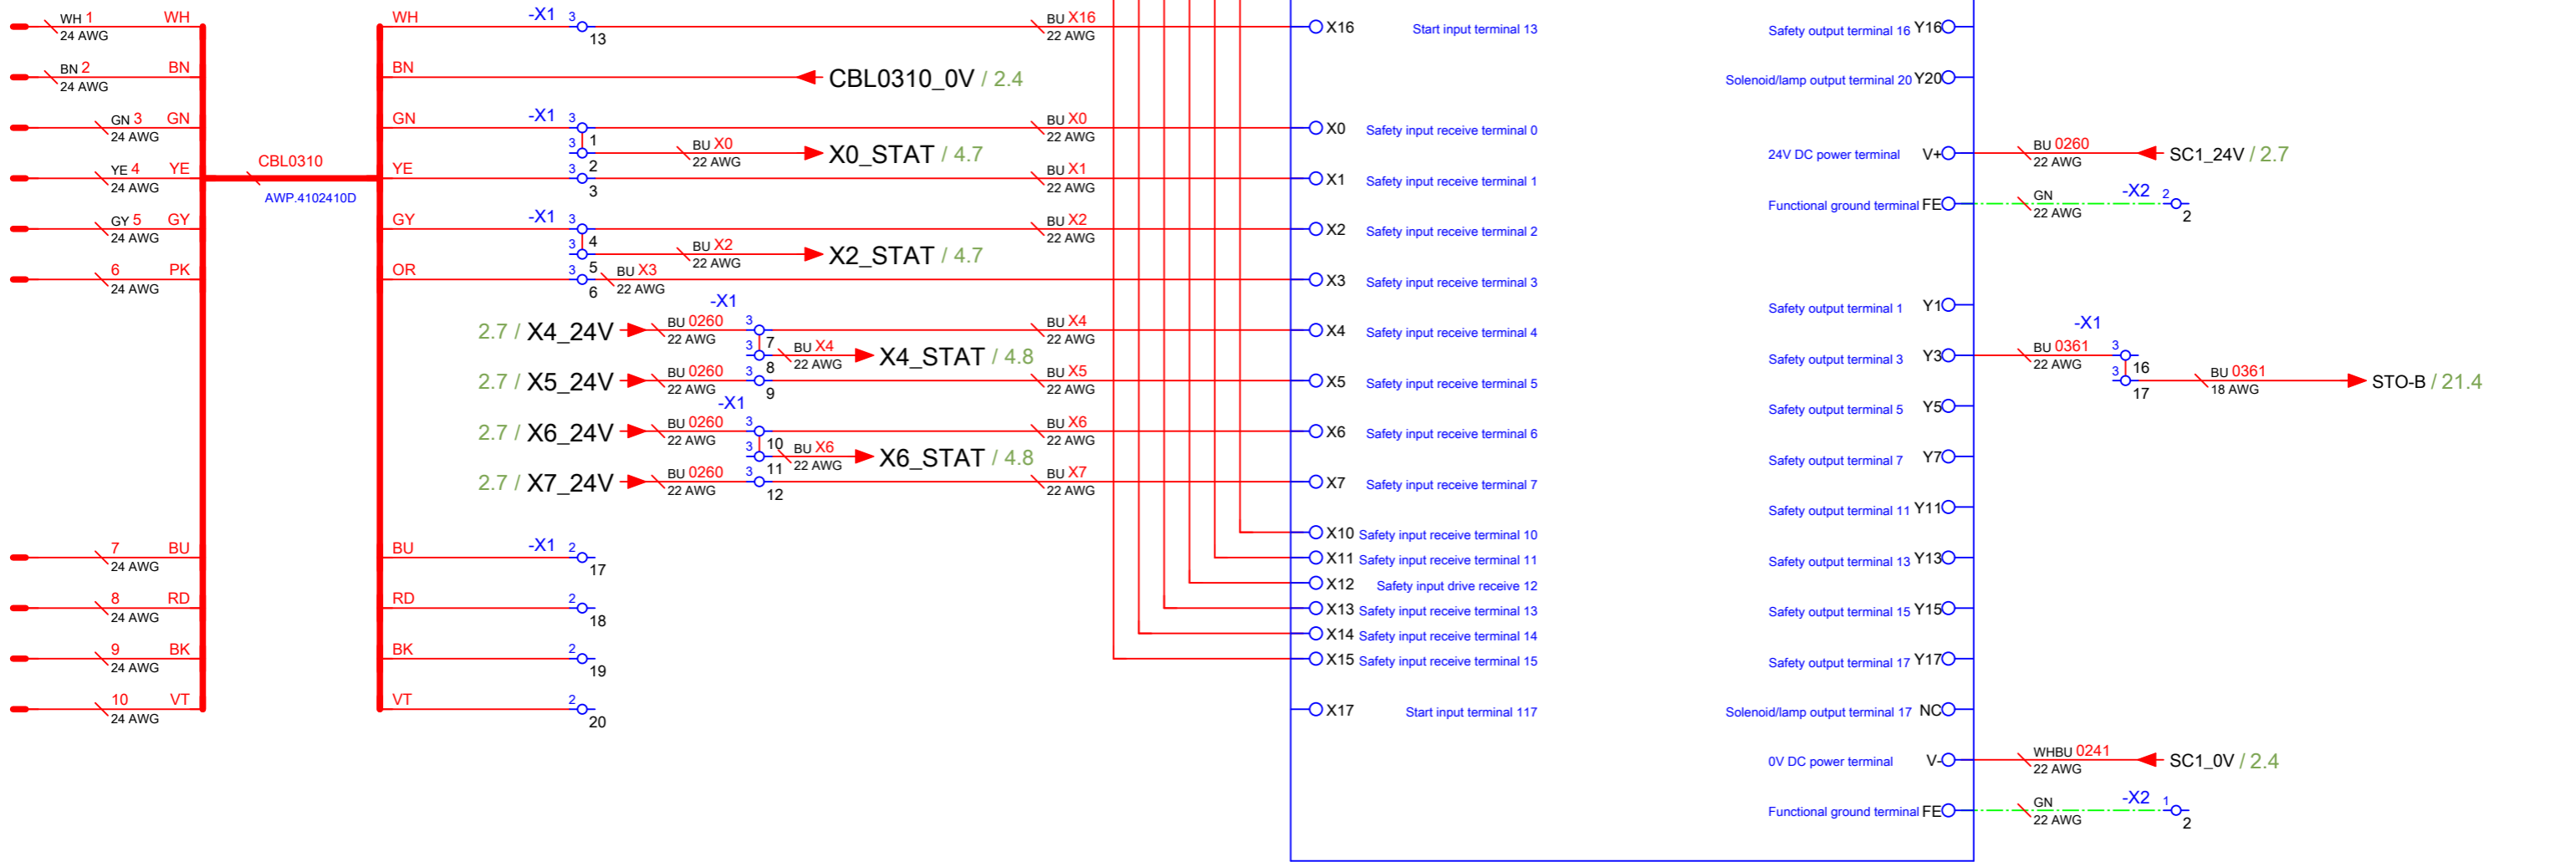 WH 1 WH
24 AWG
BN 2 BN
24 AWG
GN 3 GN
24 AWG
YE 4 YE
24 AWG
GY 5 GY
24 AWG
6 PK
24 AWG
7 BU
24 AWG
8 RD
24 AWG
9 BK
24 AWG
10 VT
24 AWG
CBL0310
AWP.4102410D
WH -X1 3 13 BU X16
22 AWG
BN CBL0310_0V / 2.4
GN -X1 3 1 BU X0
22 AWG
3 2 BU X0
22 AWG
X0_STAT / 4.7
YE 3 3 BU X1
22 AWG
GY -X1 3 4 BU X2
22 AWG
3 5 BU X2
22 AWG
X2_STAT / 4.7
OR 3 6 BU X3
22 AWG
-X1
2.7 / X4_24V BU 0260
22 AWG
3 7 BU X4
22 AWG
3 8 BU X4
22 AWG
X4_STAT / 4.8
2.7 / X5_24V BU 0260
22 AWG
3 9 BU X5
22 AWG
-X1
2.7 / X6_24V BU 0260
22 AWG
3 10 BU X6
22 AWG
3 11 BU X6
22 AWG
X6_STAT / 4.8
2.7 / X7_24V BU 0260
22 AWG
3 12 BU X7
22 AWG
BU -X1 2 17
RD 2 18
BK 2 19
VT 2 20
X16 Start input terminal 13
X0 Safety input receive terminal 0
X1 Safety input receive terminal 1
X2 Safety input receive terminal 2
X3 Safety input receive terminal 3
X4 Safety input receive terminal 4
X5 Safety input receive terminal 5
X6 Safety input receive terminal 6
X7 Safety input receive terminal 7
X10 Safety input receive terminal 10
X11 Safety input receive terminal 11
X12 Safety input drive receive 12
X13 Safety input receive terminal 13
X14 Safety input receive terminal 14
X15 Safety input receive terminal 15
X17 Start input terminal 117
Safety output terminal 16 Y16
Solenoid/lamp output terminal 20 Y20
24V DC power terminal V+ BU 0260
22 AWG
SC1_24V / 2.7
Functional ground terminal FE GN
22 AWG
-X2 2 2
Safety output terminal 1 Y1
-X1
Safety output terminal 3 Y3 BU 0361
22 AWG
3 16
3 17 BU 0361
18 AWG
STO-B / 21.4
Safety output terminal 5 Y5
Safety output terminal 7 Y7
Safety output terminal 11 Y11
Safety output terminal 13 Y13
Safety output terminal 15 Y15
Safety output terminal 17 Y17
Solenoid/lamp output terminal 17 NC
0V DC power terminal V- WHBU 0241
22 AWG
SC1_0V / 2.4
Functional ground terminal FE GN
22 AWG
-X2 1 2